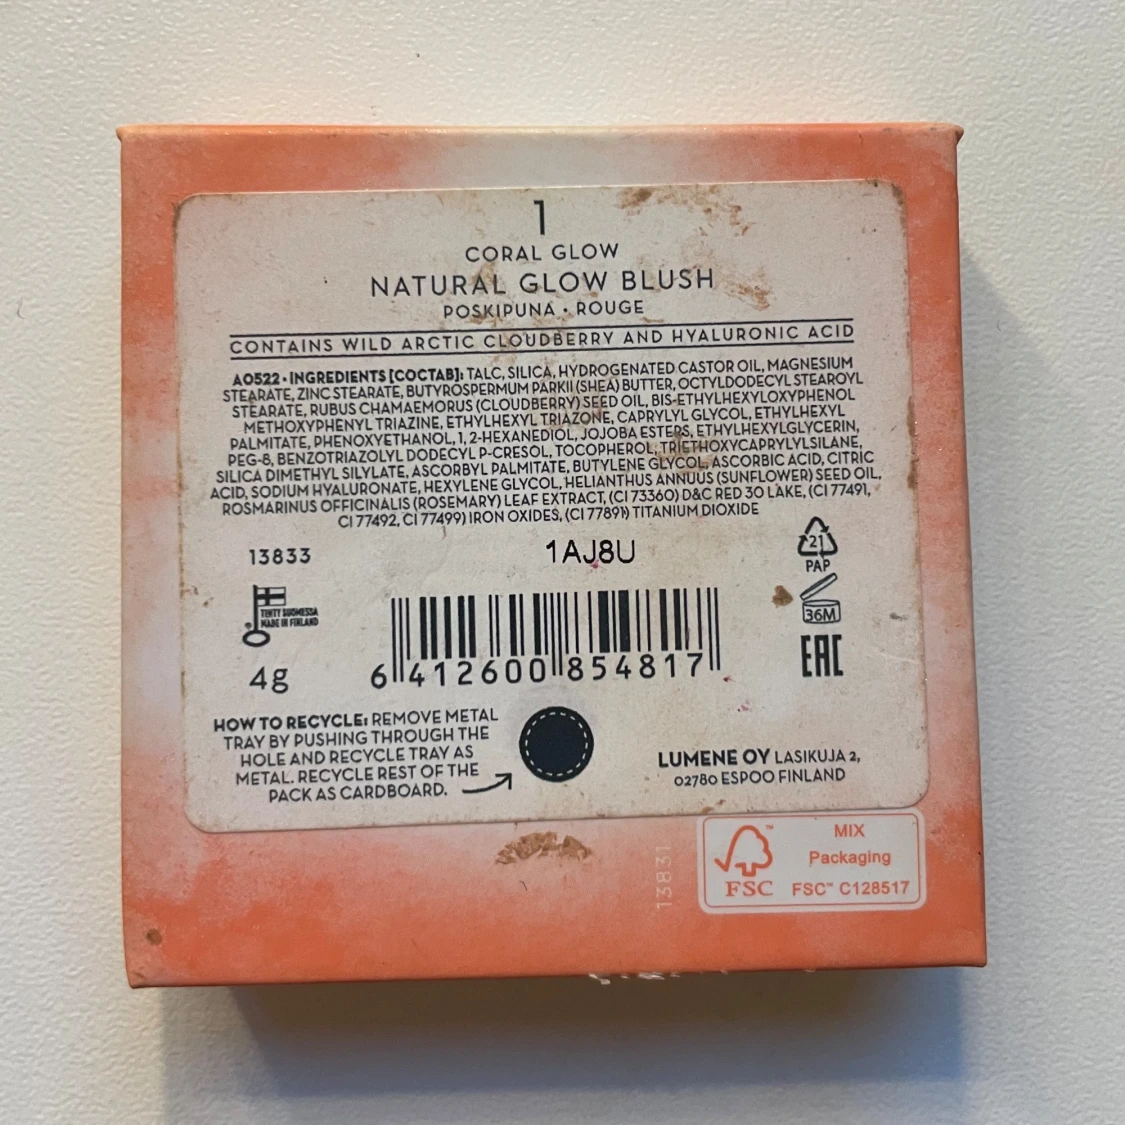 1
CORAL GLOW
NATURAL GLOW BLUSH
POSKIPUNA • ROUGE
CONTAINS WILD ARCTIC CLOUDBERRY AND HYALURONIC ACID
A0522 • INGREDIENTS [COCTAB]: TALC, SILICA, HYDROGENATED CASTOR OIL, MAGNESIUM
STEARATE, ZINC STEARATE, BUTYROSPERMUM PARKII (SHEA) BUTTER, OCTYLDODECYL STEAROYL
STEARATE, RUBUS CHAMAEMORUS (CLOUDBERRY) SEED OIL, BIS-ETHYLHEXYLOXYPHENOL
METHOXYPHENYL TRIAZINE, ETHYLHEXYL TRIAZONE, CAPRYLYL GLYCOL, ETHYLHEXYL
PALMITATE, PHENOXYETHANOL, 1, 2-HEXANEDIOL, JOJOBA ESTERS, ETHYLHEXYLGLYCERIN,
PEG-8, BENZOTRIAZOLYL DODECYL P-CRESOL, TOCOPHEROL, TRIETHOXYCAPRYLYLSILANE,
SILICA DIMETHYL SILYLATE, ASCORBYL PALMITATE, BUTYLENE GLYCOL, ASCORBIC ACID, CITRIC
ACID, SODIUM HYALURONATE, HEXYLENE GLYCOL, HELIANTHUS ANNUUS (SUNFLOWER) SEED OIL,
ROSMARINUS OFFICINALIS (ROSEMARY) LEAF EXTRACT, (CI 73360) D&C RED 30 LAKE, (CI 77491,
CI 77492, CI 77499) IRON OXIDES, (CI 77891) TITANIUM DIOXIDE
13833
1AJ8U
21
PAP
TEHTY SUOMESSA
MADE IN FINLAND
36M
EAC
4g
6 412600 854817
HOW TO RECYCLE: REMOVE METAL
TRAY BY PUSHING THROUGH THE
HOLE AND RECYCLE TRAY AS
METAL. RECYCLE REST OF THE
PACK AS CARDBOARD.
LUMENE OY LASIKUJA 2,
02780 ESPOO FINLAND
13831
FSC
MIX
Packaging
FSC™ C128517